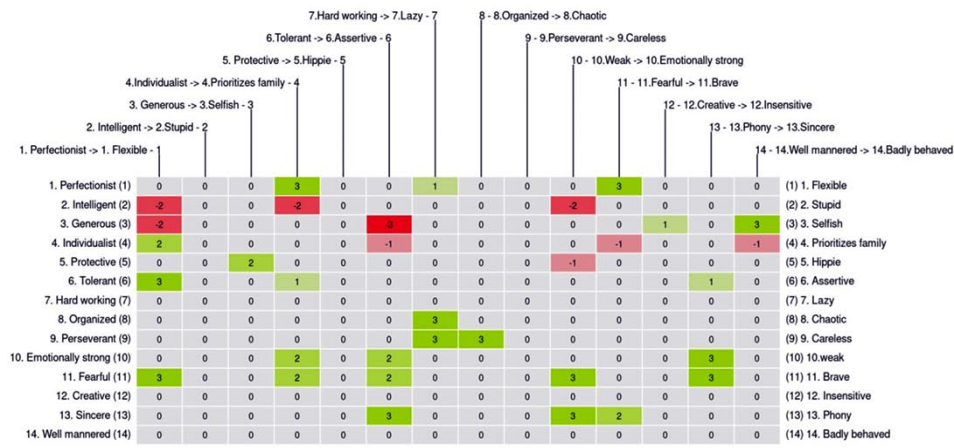 7.Hard working -> 7.Lazy - 7
8 - 8.Organized -> 8.Chaotic
6.Tolerant -> 6.Assertive - 6
9 - 9.Perseverant -> 9.Careless
5. Protective -> 5.Hippie - 5
10 - 10.Weak -> 10.Emotionally strong
4.Individualist -> 4.Prioritizes family - 4
11 - 11.Fearful -> 11.Brave
3. Generous -> 3.Selfish - 3
12 - 12.Creative -> 12.Insensitive
2. Intelligent -> 2.Stupid - 2
13 - 13.Phony -> 13.Sincere
1. Perfectionist -> 1. Flexible - 1
14 - 14.Well mannered -> 14.Badly behaved
0 0 0 0 0 0 0 0 0 0 0 0 0 0
1. Perfectionist (1) 0 0 0 3 0 0 1 0 0 0 3 0 0 0 (1) 1. Flexible
2. Intelligent (2) -2 0 0 -2 0 0 0 0 0 -2 0 0 0 0 (2) 2. Stupid
3. Generous (3) -2 0 0 0 0 -3 0 0 0 0 0 1 0 3 (3) 3. Selfish
4. Individualist (4) 2 0 0 0 0 -1 0 0 0 0 -1 0 0 -1 (4) 4. Prioritizes family
5. Protective (5) 0 0 2 0 0 0 0 0 0 -1 0 0 0 0 (5) 5. Hippie
6. Tolerant (6) 3 0 0 1 0 0 0 0 0 0 0 0 1 0 (6) 6. Assertive
7. Hard working (7) 0 0 0 0 0 0 0 0 0 0 0 0 0 0 (7) 7. Lazy
8. Organized (8) 0 0 0 0 0 0 3 0 0 0 0 0 0 0 (8) 8. Chaotic
9. Perseverant (9) 0 0 0 0 0 0 3 3 0 0 0 0 0 0 (9) 9. Careless
10. Emotionally strong (10) 0 0 0 2 0 2 0 0 0 0 0 0 3 0 (10) 10.weak
11. Fearful (11) 3 0 0 2 0 2 0 0 0 3 0 0 3 0 (11) 11. Brave
12. Creative (12) 0 0 0 0 0 0 0 0 0 0 0 0 0 0 (12) 12. Insensitive
13. Sincere (13) 0 0 0 0 0 3 0 0 0 3 2 0 0 0 (13) 13. Phony
14. Well mannered (14) 0 0 0 0 0 0 0 0 0 0 0 0 0 0 (14) 14. Badly behaved